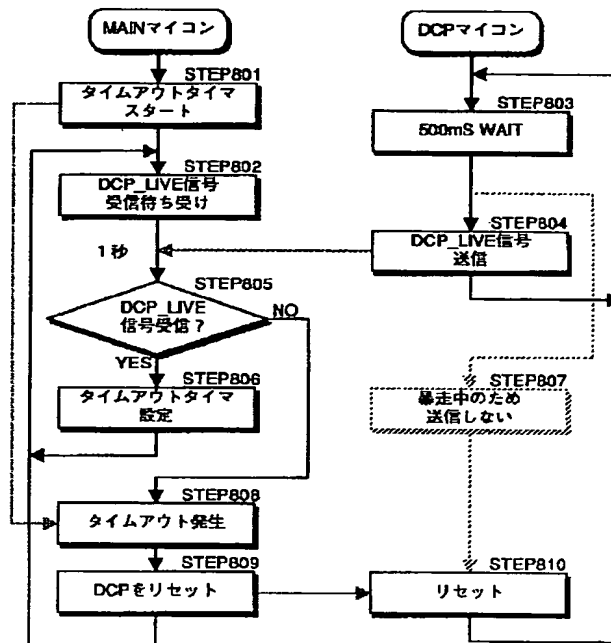 MAINマイコン
DCPマイコン
STEP801
タイムアウトタイマ
スタート
STEP803
500mS WAIT
STEP802
DCP_LIVE信号
受信待ち受け
STEP804
DCP_LIVE信号
送信
1秒
STEP805
DCP_LIVE
信号受信?
NO
YES
STEP806
タイムアウトタイマ
設定
STEP807
暴走中のため
送信しない
STEP808
タイムアウト発生
STEP809
DCPをリセット
STEP810
リセット